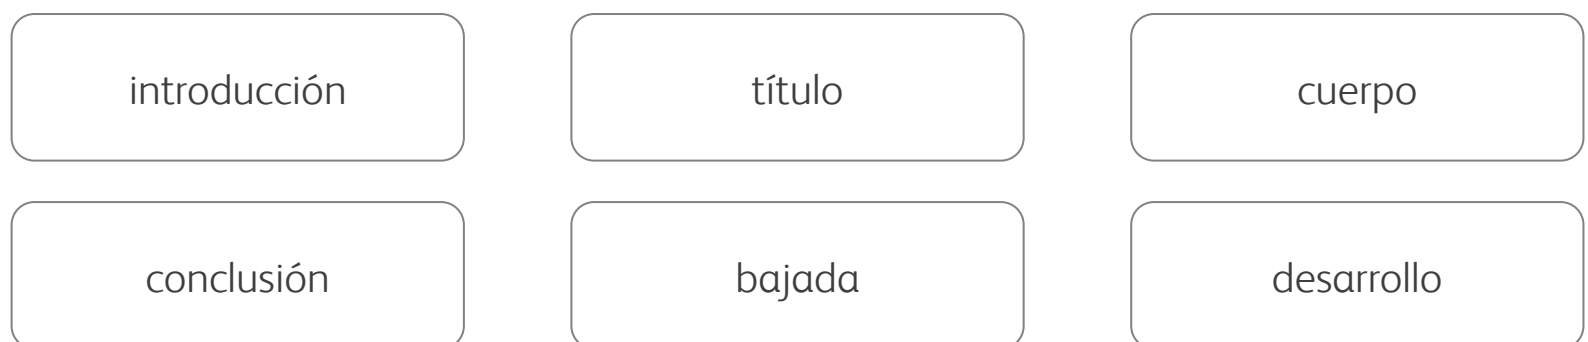 introducción
título
cuerpo
conclusión
bajada
desarrollo